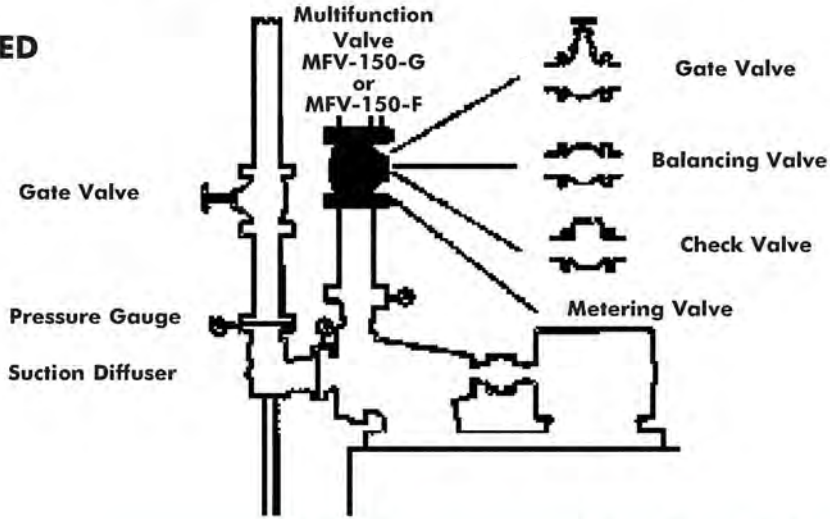 ED
Multifunction
Valve
MFV-150-G
or
MFV-150-F
Gate Valve
Balancing Valve
Check Valve
Metering Valve
Gate Valve
Pressure Gauge
Suction Diffuser